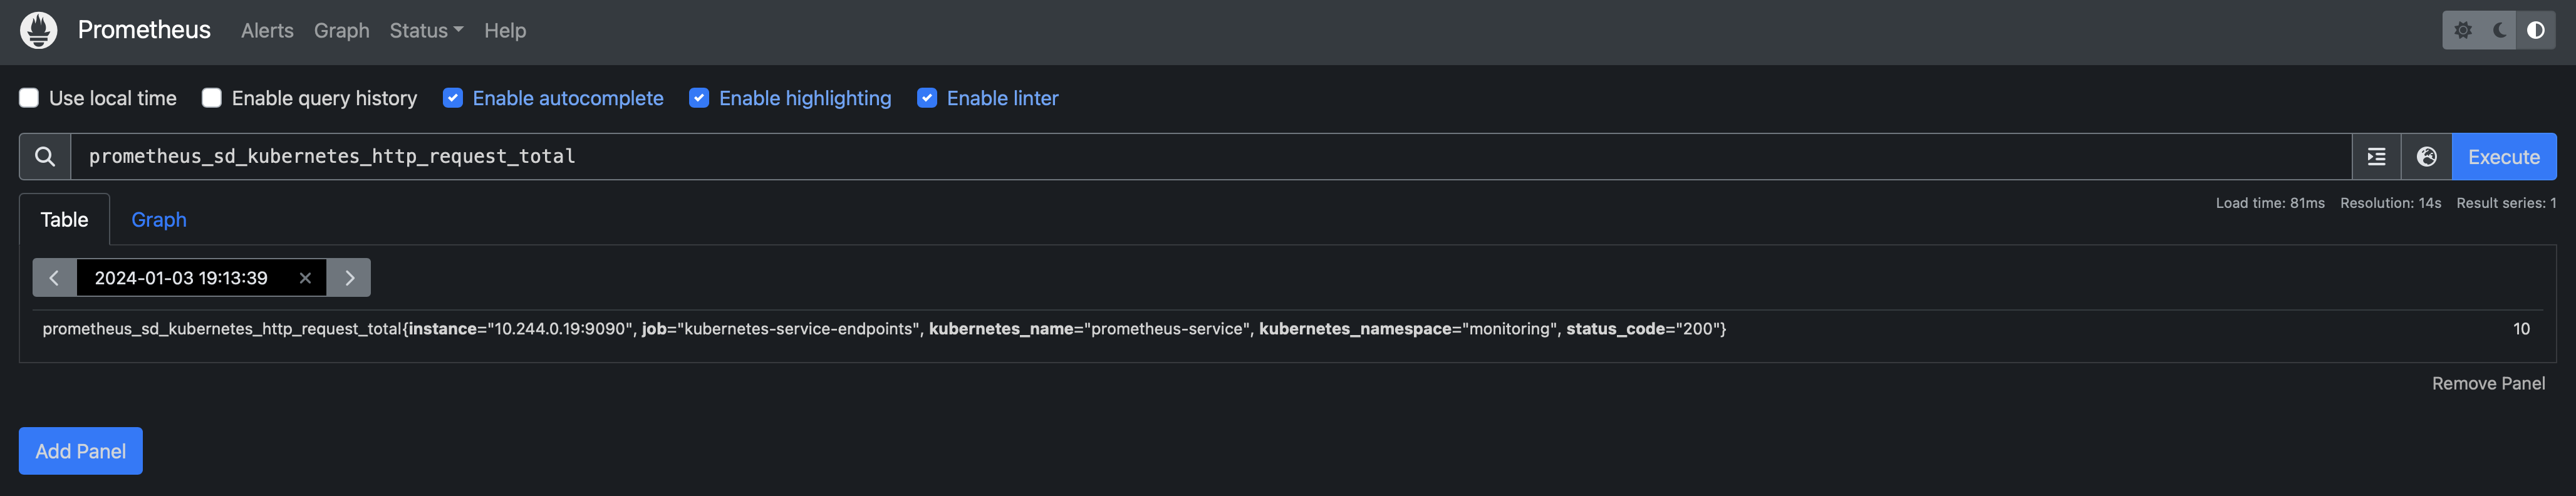 Prometheus Alerts Graph Status Help
Use local time Enable query history Enable autocomplete Enable highlighting Enable linter
prometheus_sd_kubernetes_http_request_total Execute
Table Graph Load time: 81ms Resolution: 14s Result series: 1
2024-01-03 19:13:39
prometheus_sd_kubernetes_http_request_total{instance="10.244.0.19:9090", job="kubernetes-service-endpoints", kubernetes_name="prometheus-service", kubernetes_namespace="monitoring", status_code="200"} 10
Remove Panel
Add Panel